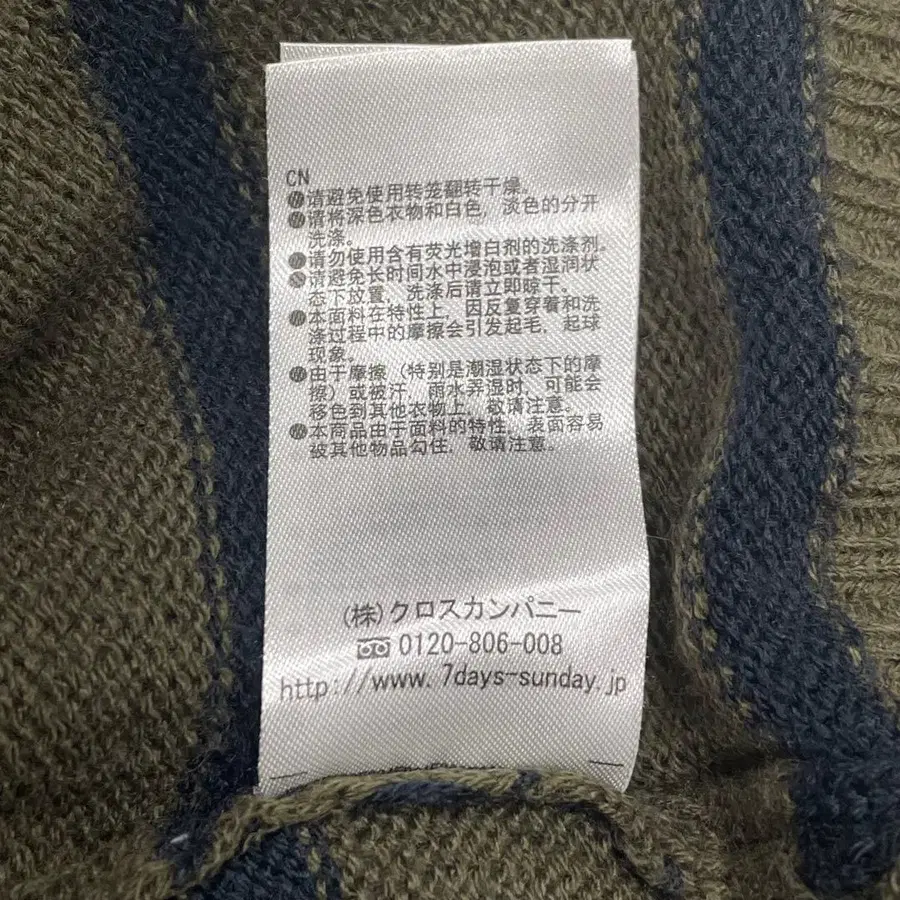 CN
请避免使用转笼翻转干燥。
请将深色衣物和白色，淡色的分开
洗涤。
请勿使用含有荧光增白剂的洗涤剂。
请避免长时间水中浸泡或者湿润状
态下放置，洗涤后请立即晾干。
本面料在特性上，因反复穿着和洗
涤过程中的摩擦会引发起毛，起球
现象。
由于摩擦（特别是潮湿状态下的摩
擦）或被汗，雨水弄湿时，可能会
移色到其他衣物上，敬请注意。
本商品由于面料的特性，表面容易
被其他物品勾住，敬请注意。
(株)クロスカンパニー
0120-806-008
http://www.7days-sunday.jp